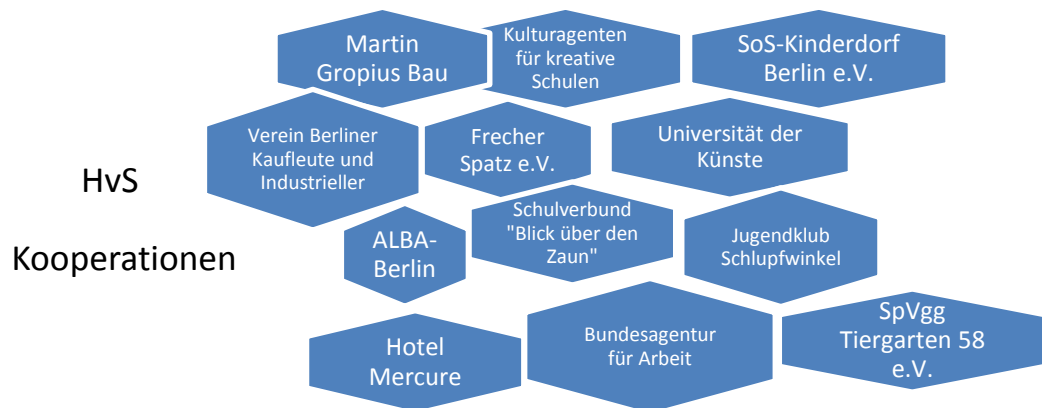 Martin
Gropius Bau
Kulturagenten
für kreative
Schulen
SoS-Kinderdorf
Berlin e.V.
Verein Berliner
Kaufleute und
Industrieller
Frecher
Spatz e.V.
Universität der
Künste
HvS
Kooperationen
ALBA-
Berlin
Schulverbund
"Blick über den
Zaun"
Jugendklub
Schlupfwinkel
Hotel
Mercure
Bundesagentur
für Arbeit
SpVgg
Tiergarten 58
e.V.